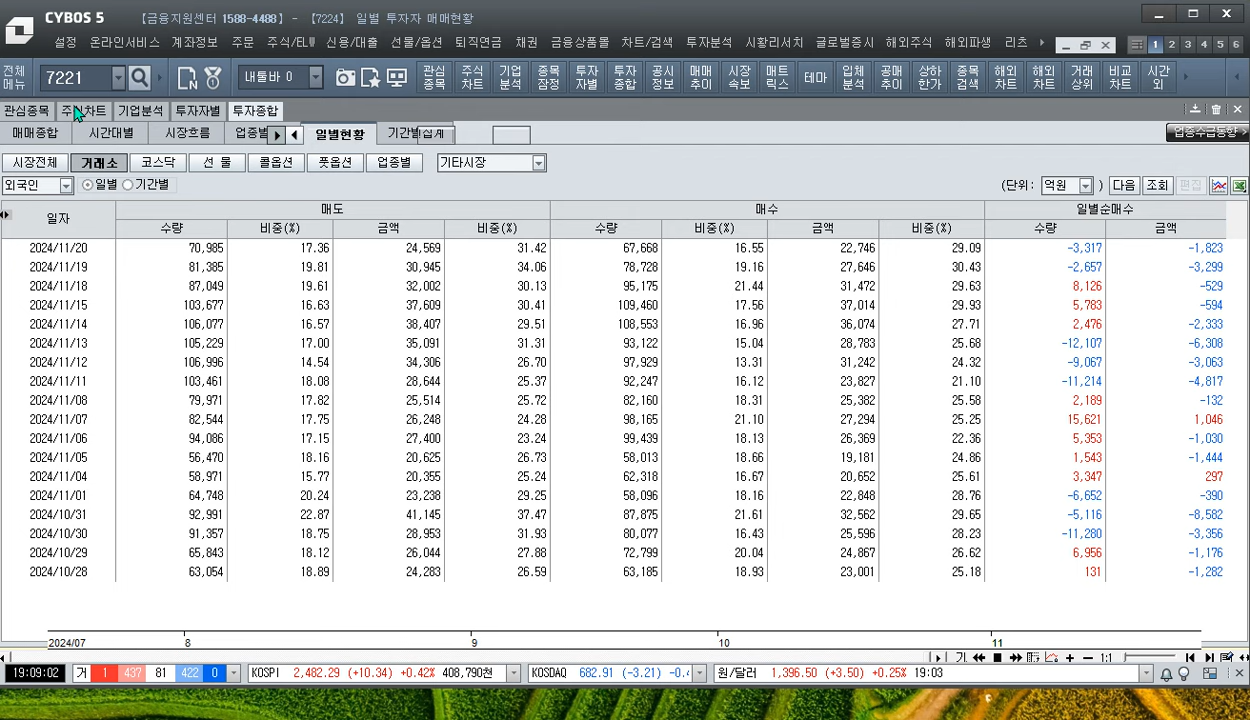 CYBOS 5 【금융지원센터 1588-4488】 - 【7224】 일별 투자자 매매현황
설정 온라인서비스 계좌정보 주문 주식/ELW 신용/대출 선물/옵션 퇴직연금 채권 금융상품몰 차트/검색 투자분석 시황리서치 글로벌증시 해외주식 해외파생 리츠 1 2 3 4 5 6
전체메뉴 7221 내툴바 0 관심종목 주식차트 기업분석 종목잠정 투자자별 투자종합 공시정보 매매추이 시장속보 매트릭스 테마 입체분석 공매추이 상하한가 종목검색 해외차트 해외차트 거래상위 비교차트 시간외
관심종목 기업분석 투자자별 투자종합
매매종합 시간대별 시장흐름 업종별 일별현황 업종수급동향
시장전체 거래소 코스닥 선 물 콜옵션 풋옵션 업종별 기타시장
외국인 일별 기간별 (단위: 억원 ) 다음 조회 편집
일자 매도 매수 일별순매수
수량 비중(%) 금액 비중(%) 수량 비중(%) 금액 비중(%) 수량 금액
2024/11/20 70,985 17.36 24,569 31.42 67,668 16.55 22,746 29.09 -3,317 -1,823
2024/11/19 81,385 19.81 30,945 34.06 78,728 19.16 27,646 30.43 -2,657 -3,299
2024/11/18 87,049 19.61 32,002 30.13 95,175 21.44 31,472 29.63 8,126 -529
2024/11/15 103,677 16.63 37,609 30.41 109,460 17.56 37,014 29.93 5,783 -594
2024/11/14 106,077 16.57 38,407 29.51 108,553 16.96 36,074 27.71 2,476 -2,333
2024/11/13 105,229 17.00 35,091 31.31 93,122 15.04 28,783 25.68 -12,107 -6,308
2024/11/12 106,996 14.54 34,306 26.70 97,929 13.31 31,242 24.32 -9,067 -3,063
2024/11/11 103,461 18.08 28,644 25.37 92,247 16.12 23,827 21.10 -11,214 -4,817
2024/11/08 79,971 17.82 25,514 25.72 82,160 18.31 25,382 25.58 2,189 -132
2024/11/07 82,544 17.75 26,248 24.28 98,165 21.10 27,294 25.25 15,621 1,046
2024/11/06 94,086 17.15 27,400 23.24 99,439 18.13 26,369 22.36 5,353 -1,030
2024/11/05 56,470 18.16 20,625 26.73 58,013 18.66 19,181 24.86 1,543 -1,444
2024/11/04 58,971 15.77 20,355 25.24 62,318 16.67 20,652 25.61 3,347 297
2024/11/01 64,748 20.24 23,238 29.25 58,096 18.16 22,848 28.76 -6,652 -390
2024/10/31 92,991 22.87 41,145 37.47 87,875 21.61 32,562 29.65 -5,116 -8,582
2024/10/30 91,357 18.75 28,953 31.93 80,077 16.43 25,596 28.23 -11,280 -3,356
2024/10/29 65,843 18.12 26,044 27.88 72,799 20.04 24,867 26.62 6,956 -1,176
2024/10/28 63,054 18.89 24,283 26.59 63,185 18.93 23,001 25.18 131 -1,282
2024/07 8 9 10 11
1:1
19:09:02 거 1 437 81 422 0 KOSPI 2,482.29 (+10.34) +0.42% 408,790천 KOSDAQ 682.91 (-3.21) 원/달러 1,396.50 (+3.50) +0.25% 19:03